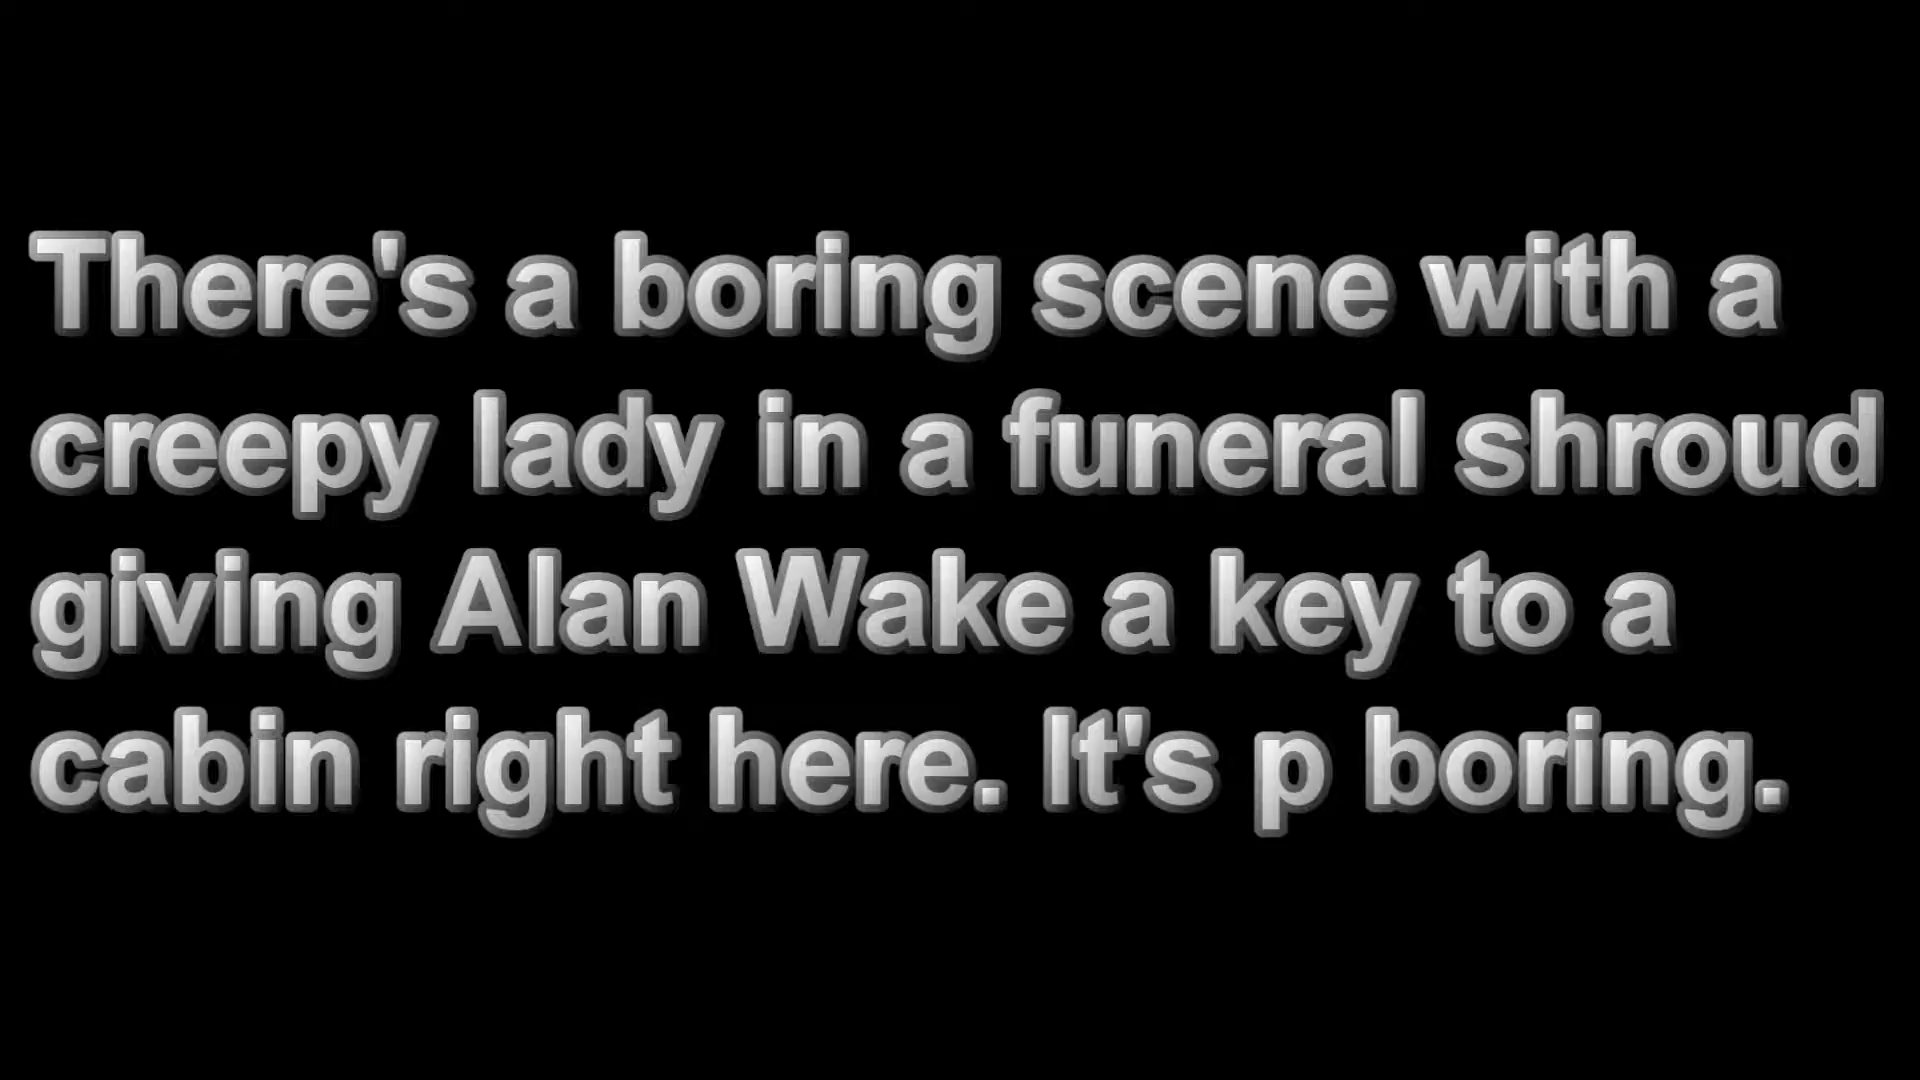 There's a boring scene with a
creepy lady in a funeral shroud
giving Alan Wake a key to a
cabin right here. It's p boring.